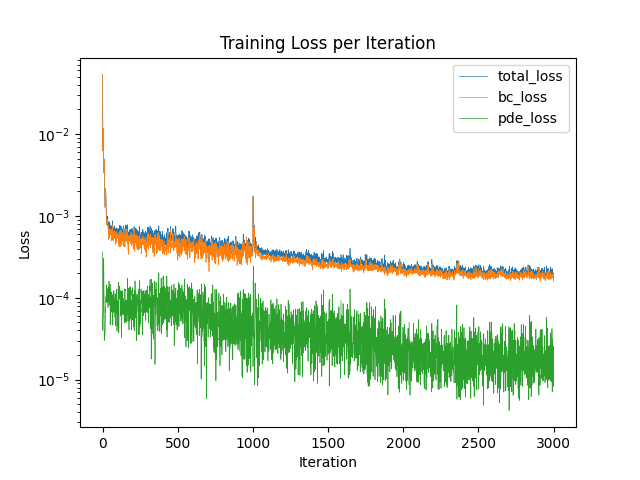 Training Loss per Iteration
total_loss
bc_loss
pde_loss
10⁻²
10⁻³
10⁻⁴
10⁻⁵
Loss
0 500 1000 1500 2000 2500 3000
Iteration